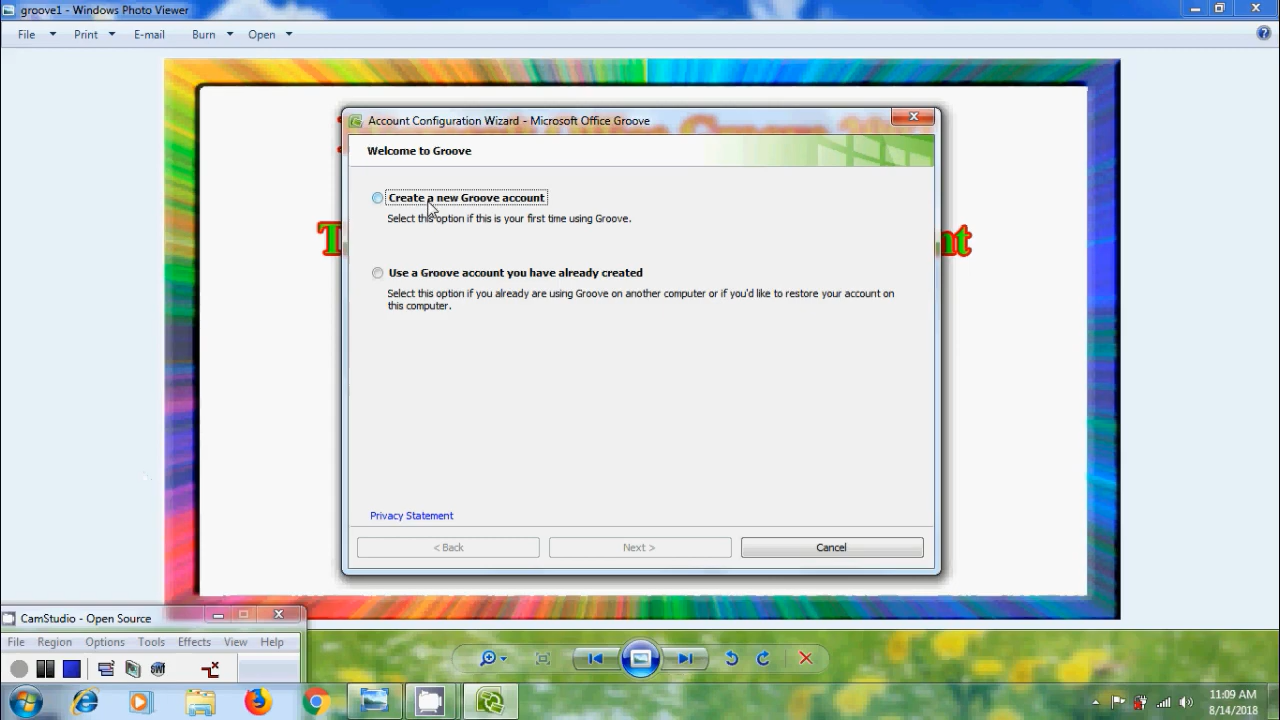 groove1 - Windows Photo Viewer
File Print E-mail Burn Open
Account Configuration Wizard - Microsoft Office Groove
Welcome to Groove
Create a new Groove account
Select this option if this is your first time using Groove.
Use a Groove account you have already created
Select this option if you already are using Groove on another computer or if you'd like to restore your account on
this computer.
Privacy Statement
< Back Next > Cancel
CamStudio - Open Source
File Region Options Tools Effects View Help
11:09 AM
8/14/2018